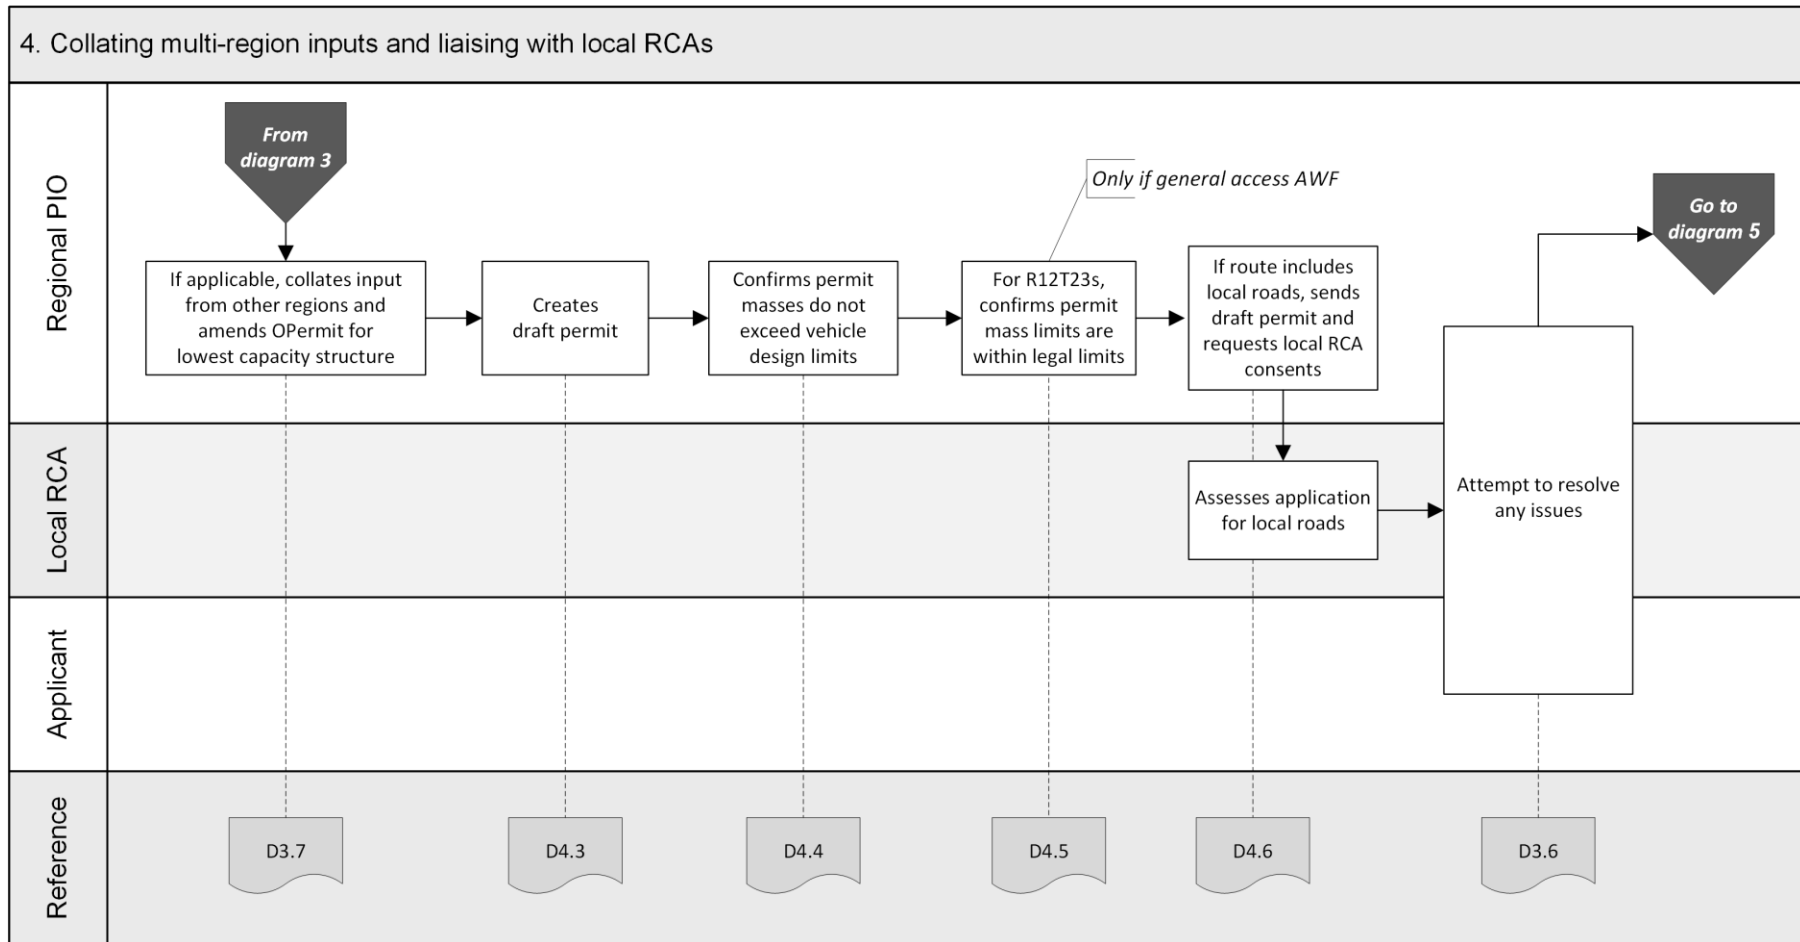 4. Collating multi-region inputs and liaising with local RCAs
Regional PIO
From
diagram 3
If applicable, collates input
from other regions and
amends OPermit for
lowest capacity structure
Creates
draft permit
Confirms permit
masses do not
exceed vehicle
design limits
Only if general access AWF
For R12T23s,
confirms permit
mass limits are
within legal limits
If route includes
local roads, sends
draft permit and
requests local RCA
consents
Go to
diagram 5
Local RCA
Assesses application
for local roads
Attempt to resolve
any issues
Applicant
Reference
D3.7
D4.3
D4.4
D4.5
D4.6
D3.6